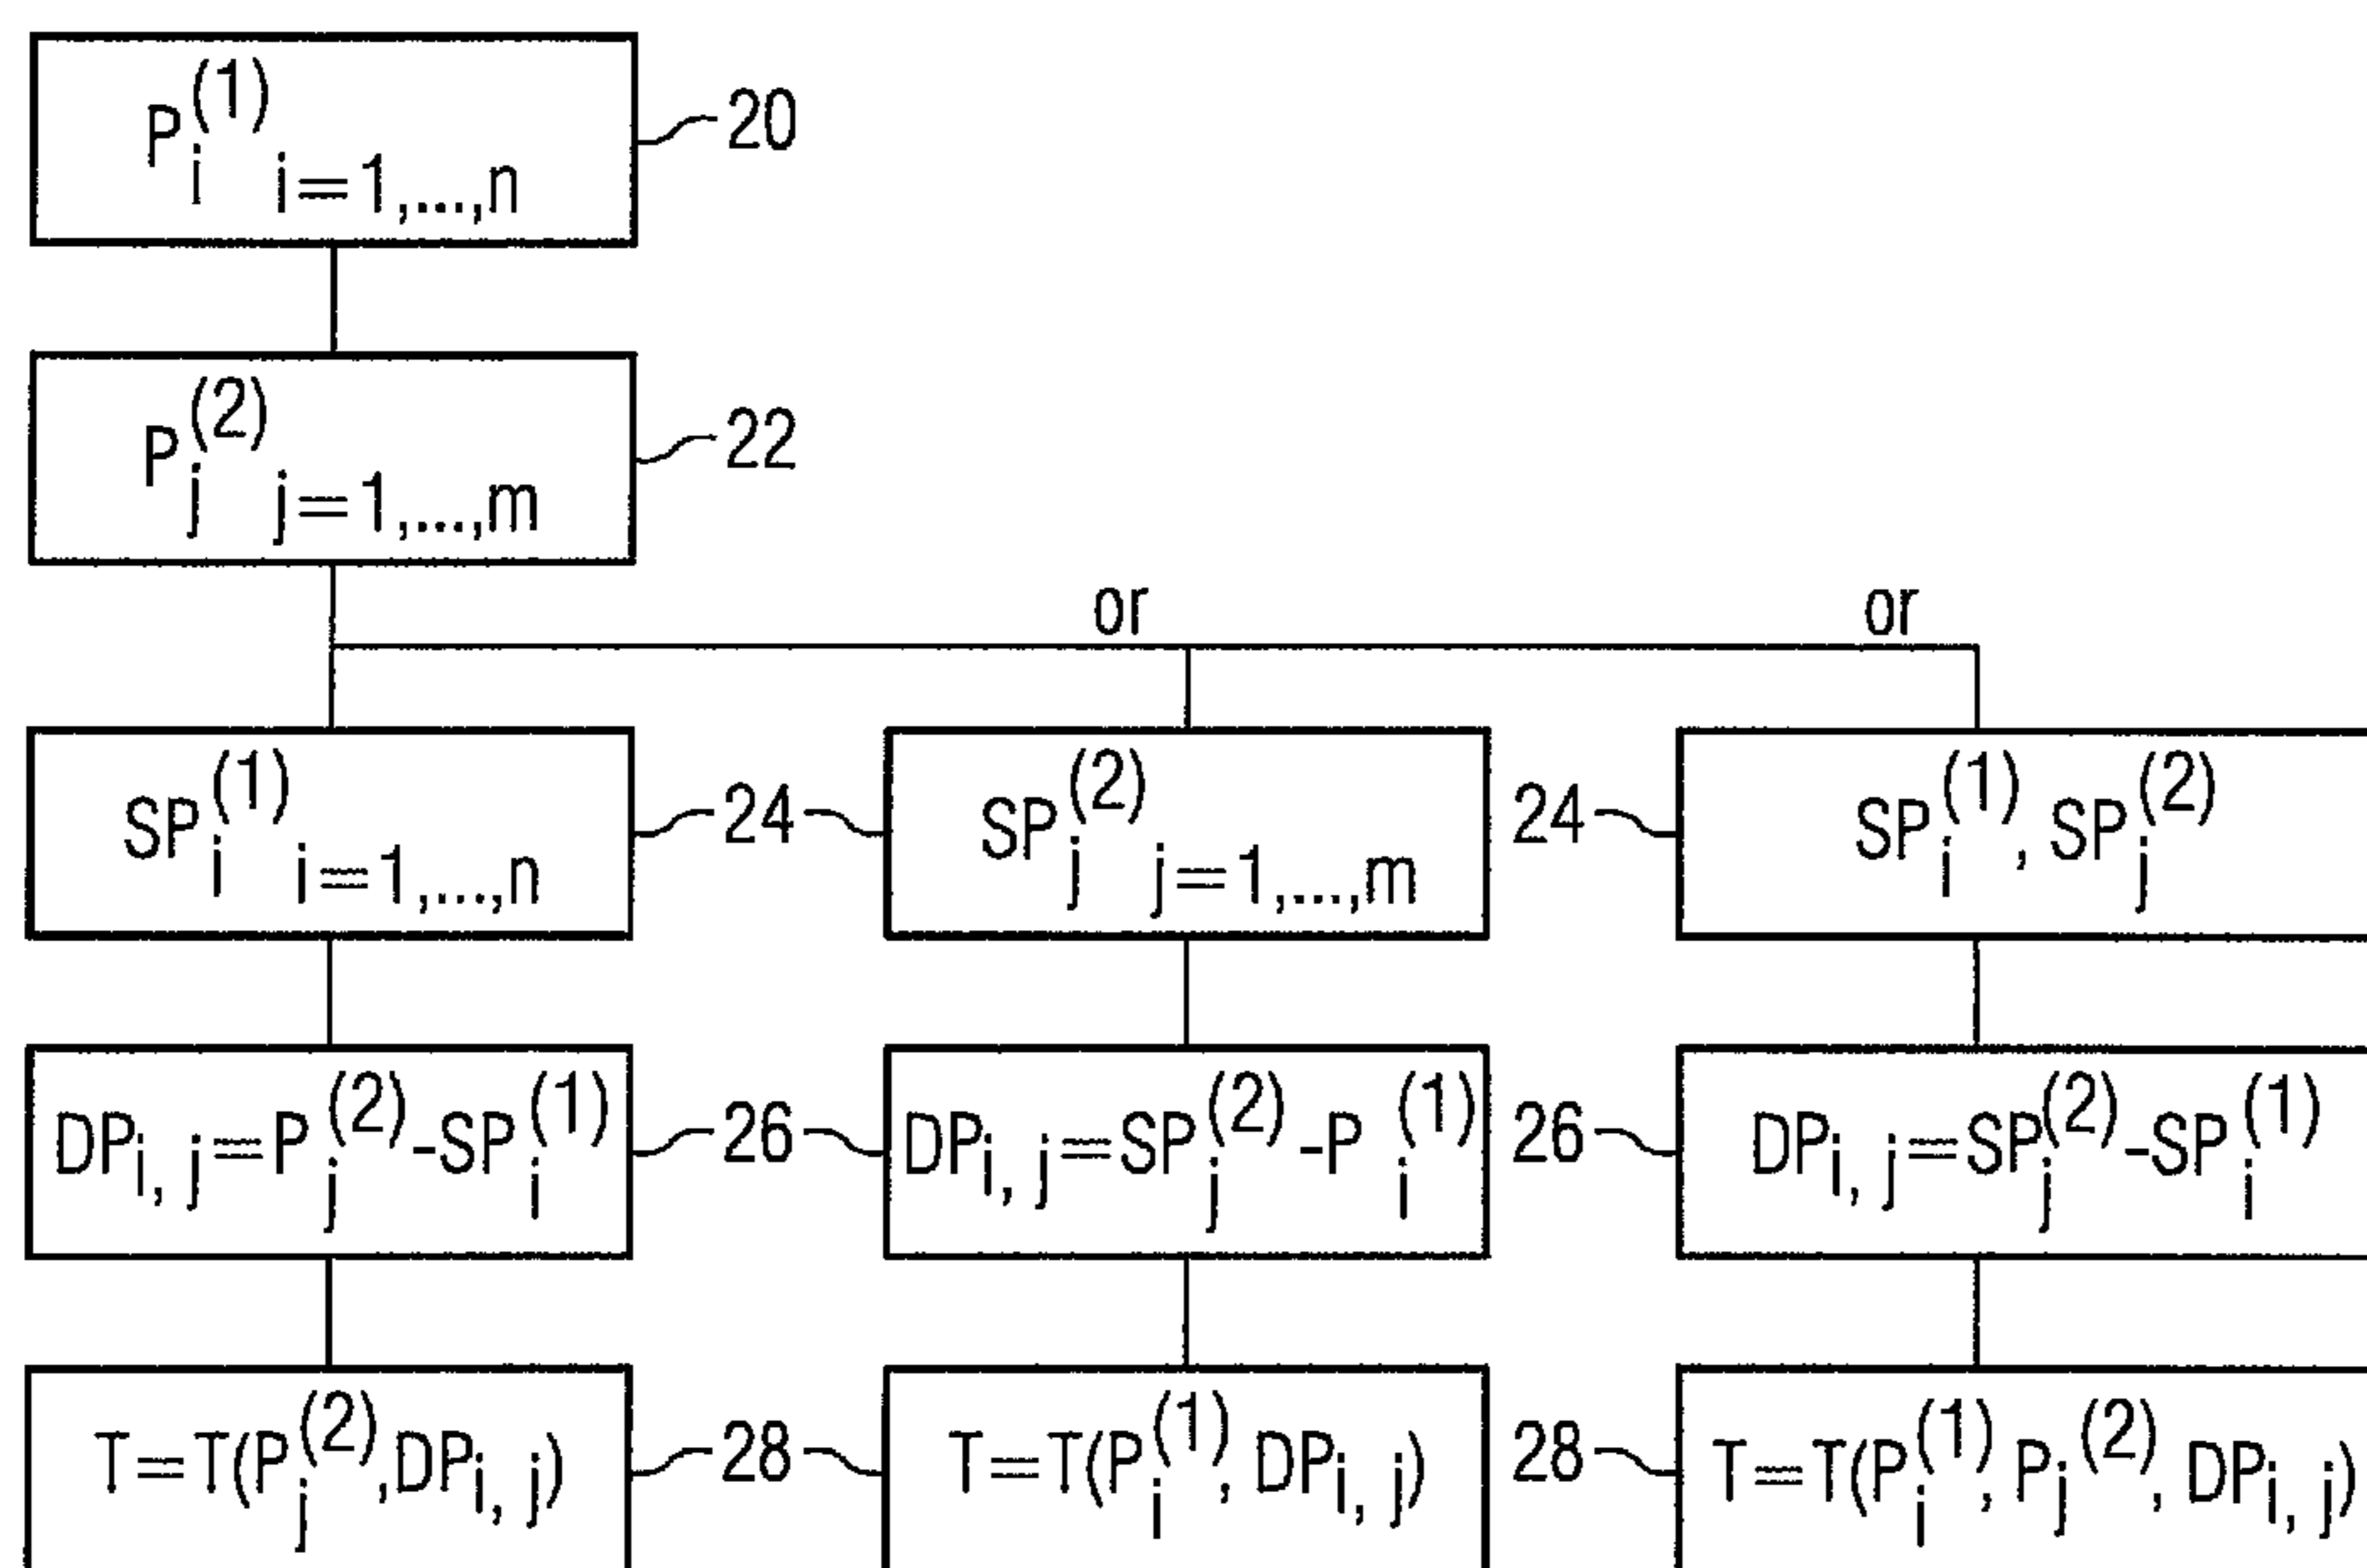 P_i^(1) i=1,...,n 20
P_j^(2) j=1,...,m 22
or or
SP_i^(1) i=1,...,n 24 SP_j^(2) j=1,...,m 24 SP_i^(1), SP_j^(2)
DP_i, j=P_j^(2)-SP_i^(1) 26 DP_i, j=SP_j^(2)-P_i^(1) 26 DP_i, j=SP_j^(2)-SP_i^(1)
T=T(P_j^(2),DP_i, j) 28 T=T(P_i^(1), DP_i, j) 28 T=T(P_i^(1), P_j^(2), DP_i, j)